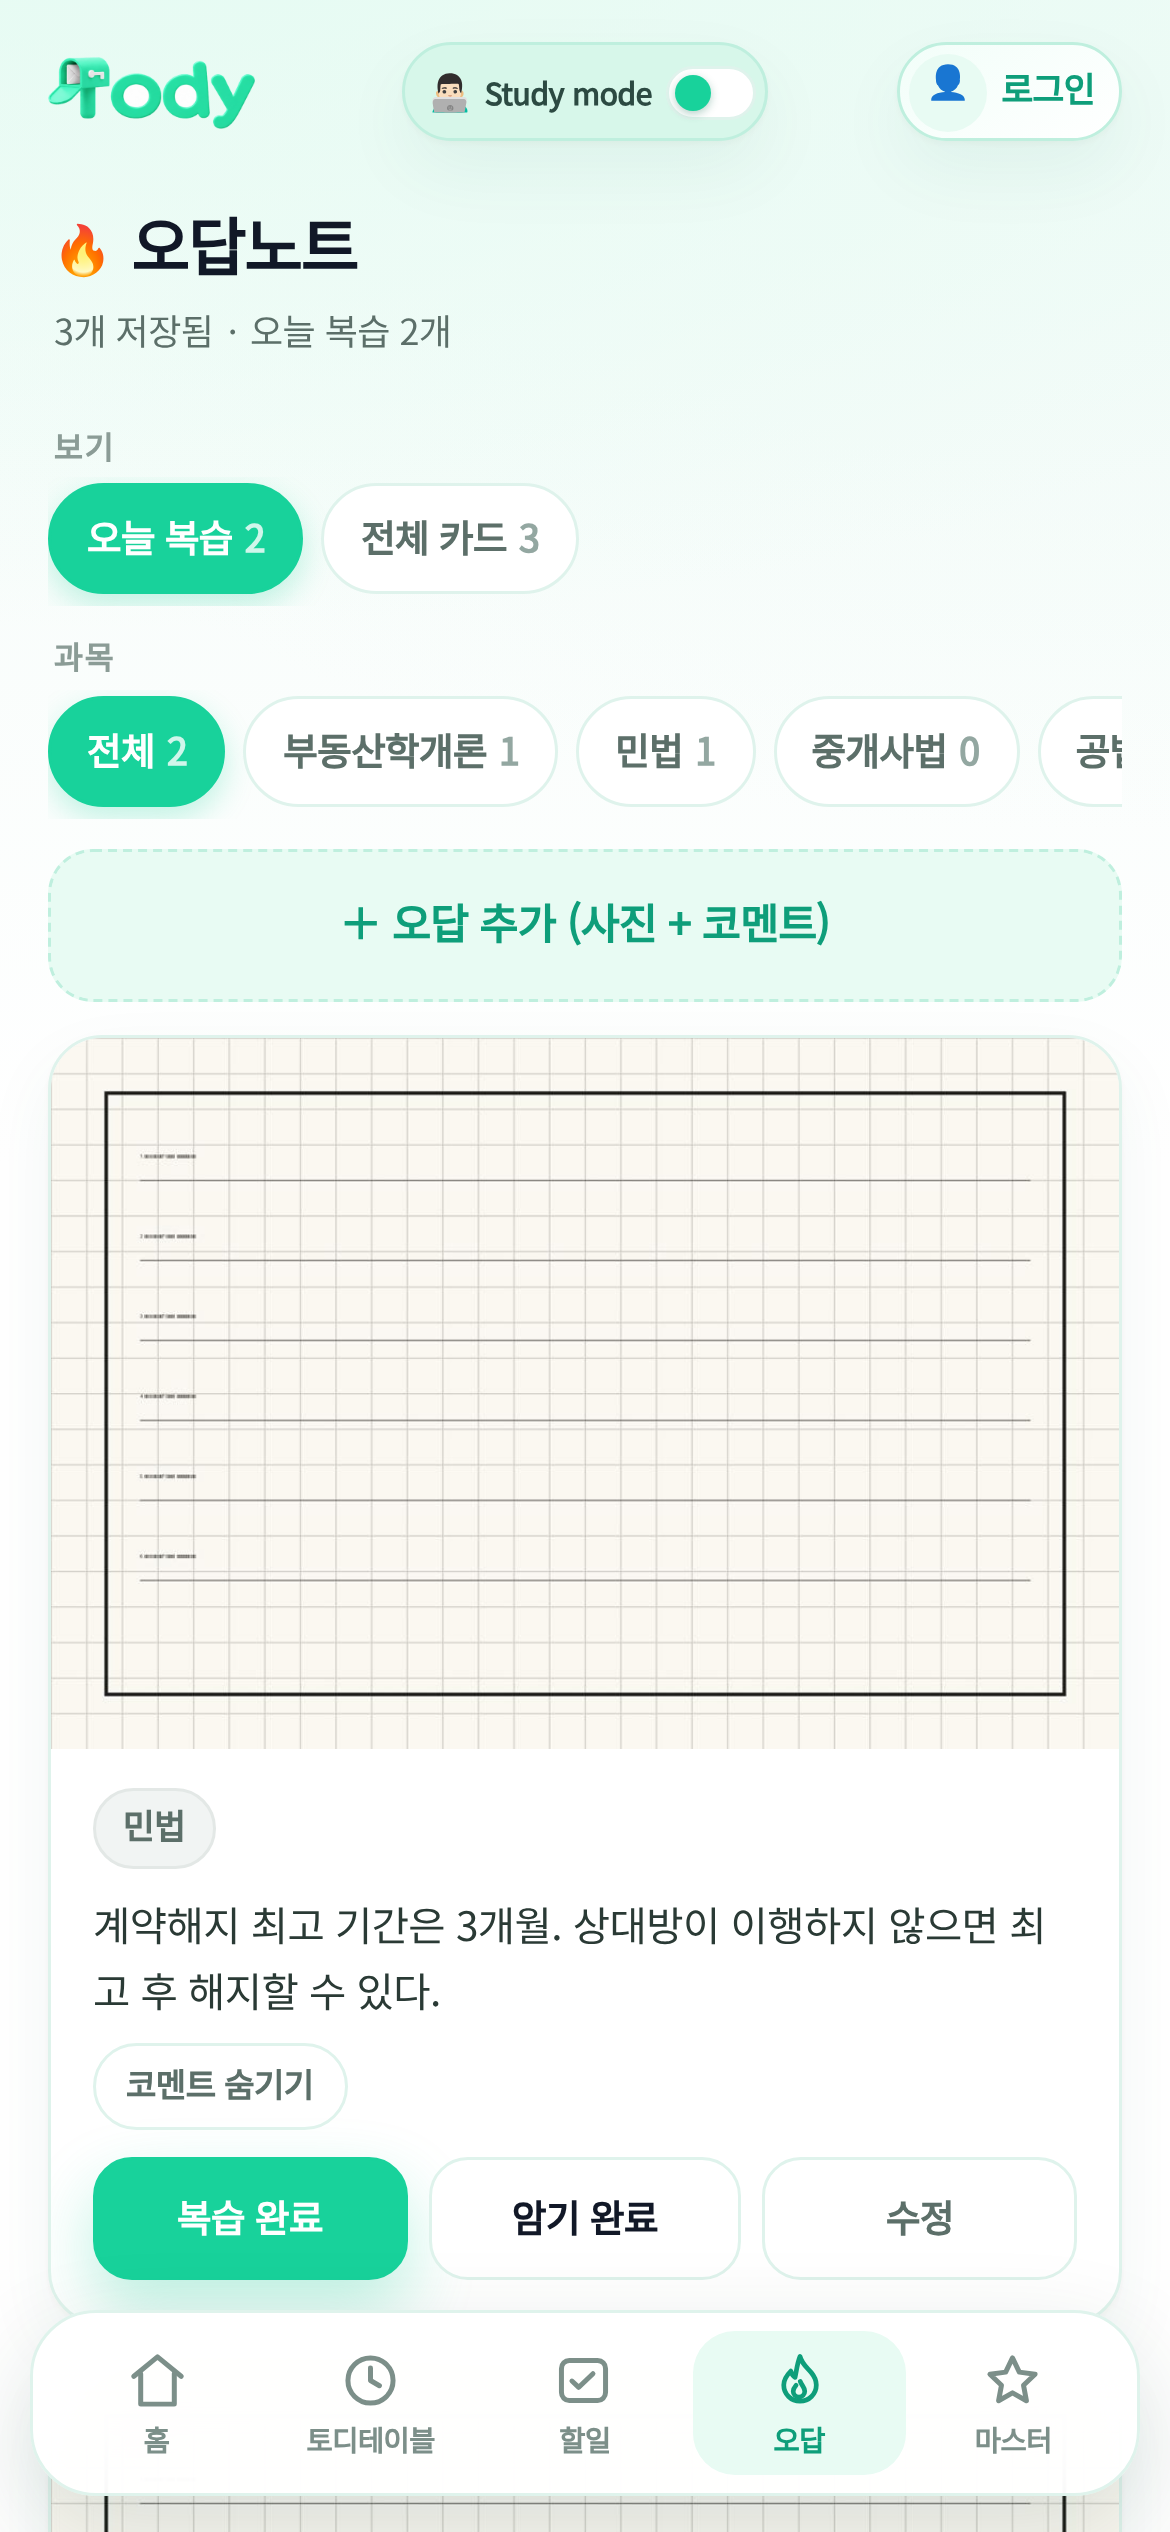 Tody
Study mode
로그인
오답노트
3개 저장됨 · 오늘 복습 2개
보기
오늘 복습 2
전체 카드 3
과목
전체 2
부동산학개론 1
민법 1
중개사법 0
+ 오답 추가 (사진 + 코멘트)
민법
계약해지 최고 기간은 3개월. 상대방이 이행하지 않으면 최
고 후 해지할 수 있다.
코멘트 숨기기
복습 완료
암기 완료
수정
홈
토디테이블
할일
오답
마스터